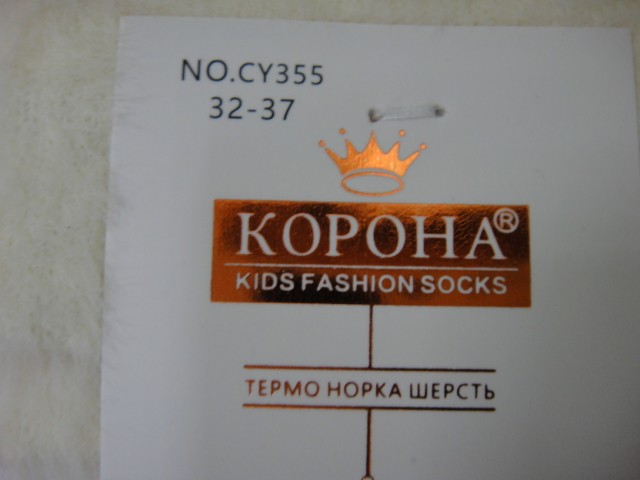 NO.CY355
32-37
КОРОНА®
KIDS FASHION SOCKS
ТЕРМО НОРКА ШЕРСТЬ